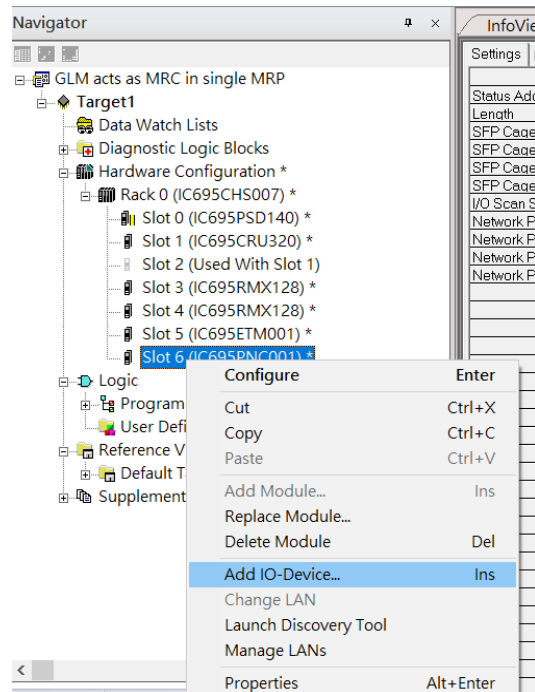 Navigator
InfoVie
Settings
GLM acts as MRC in single MRP
Target1
Data Watch Lists
Diagnostic Logic Blocks
Hardware Configuration *
Rack 0 (IC695CHS007) *
Slot 0 (IC695PSD140) *
Slot 1 (IC695CRU320) *
Slot 2 (Used With Slot 1)
Slot 3 (IC695RMX128) *
Slot 4 (IC695RMX128) *
Slot 5 (IC695ETM001) *
Slot 6 (IC695PNC001) *
Logic
Program
User Defi
Reference V
Default T
Supplement
Status Add
Length
SFP Cage
SFP Cage
SFP Cage
SFP Cage
I/O Scan S
Network P
Network P
Network P
Network P
Configure Enter
Cut Ctrl+X
Copy Ctrl+C
Paste Ctrl+V
Add Module... Ins
Replace Module...
Delete Module Del
Add IO-Device... Ins
Change LAN
Launch Discovery Tool
Manage LANs
Properties Alt+Enter